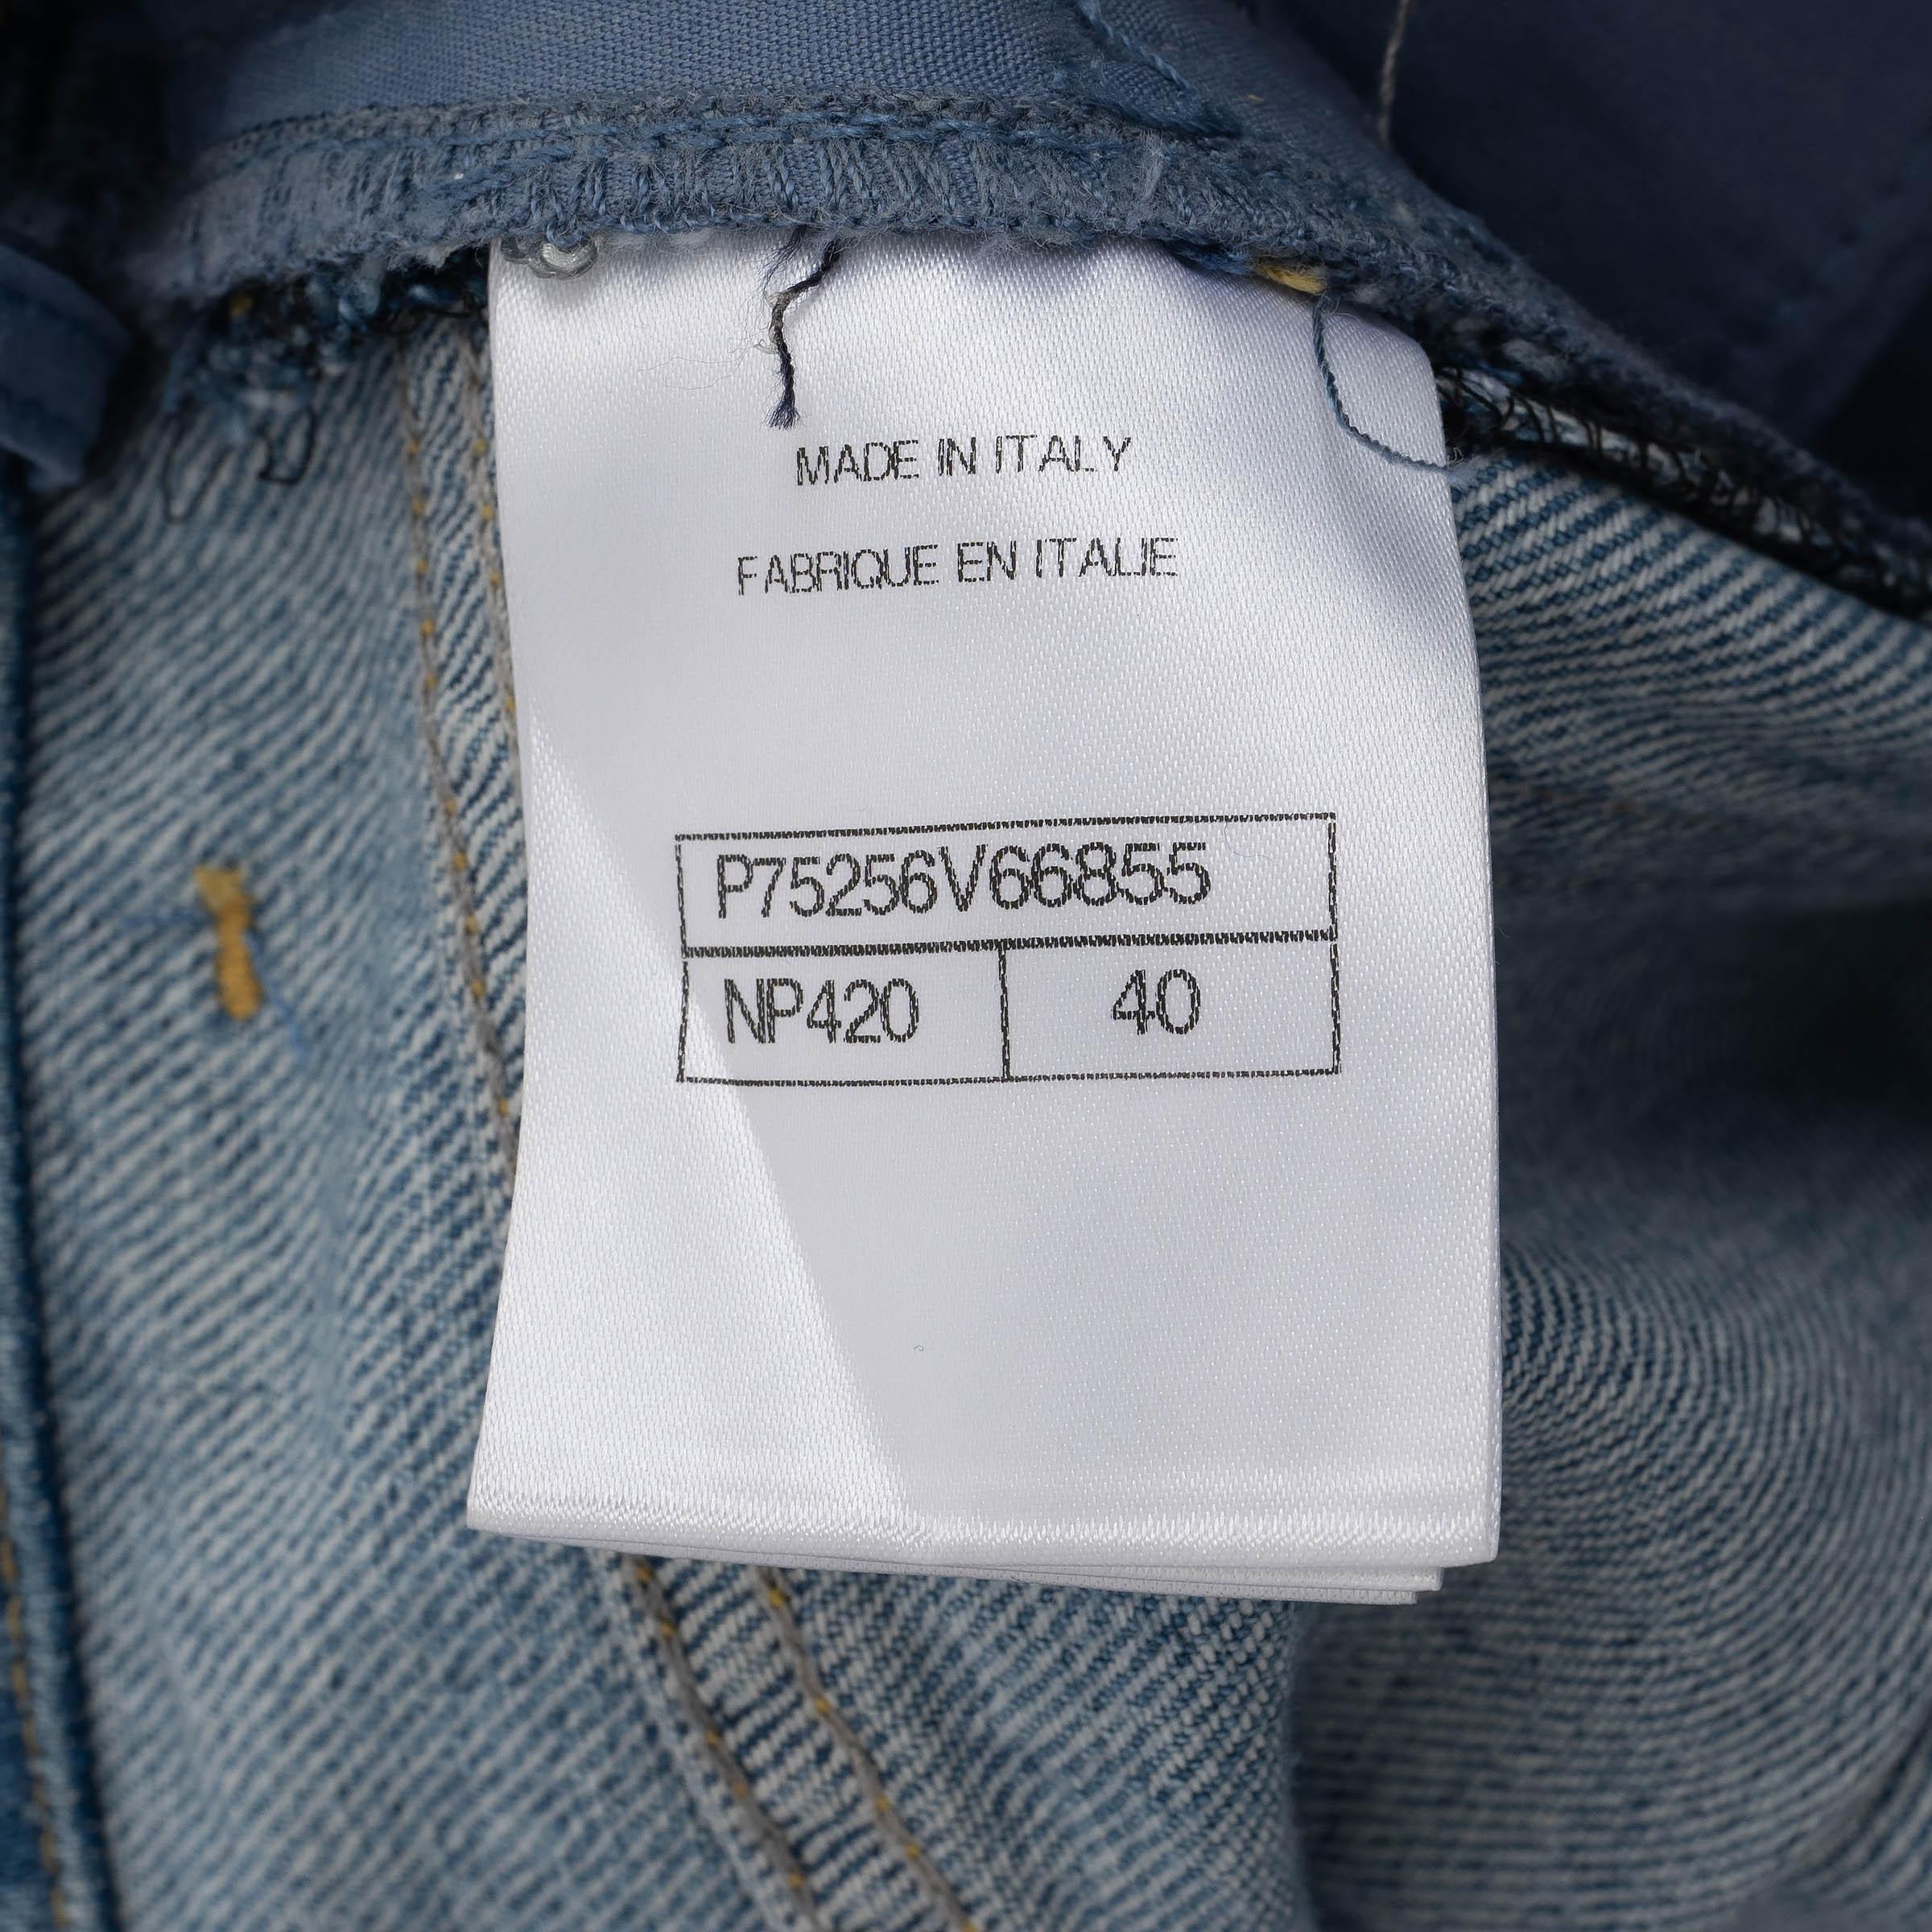 MADE IN ITALY
FABRIQUE EN ITALIE
P75256V66855
NP420 40